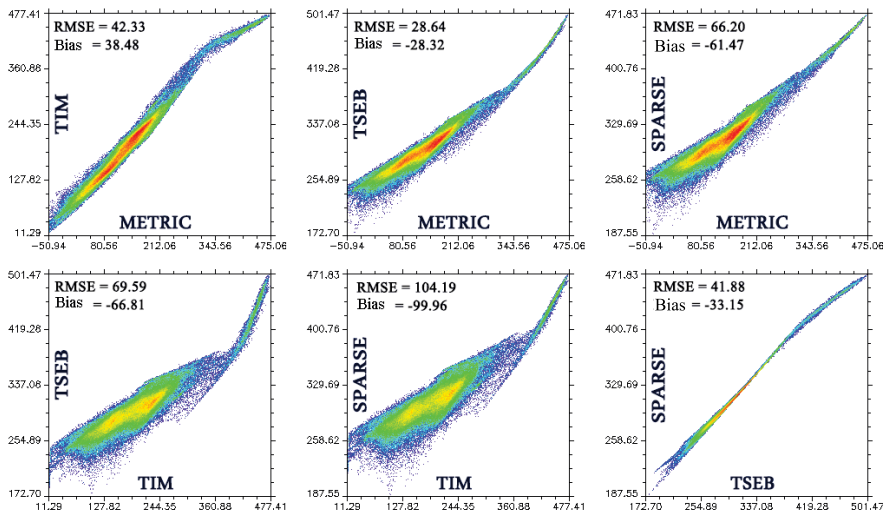 477.41
RMSE = 42.33
Bias = 38.48
360.88
TIM
244.35
127.82
METRIC
11.29
−50.94 80.56 212.06 343.56 475.06
501.47
RMSE = 28.64
Bias = -28.32
419.28
TSEB
337.08
254.89
METRIC
172.70
−50.94 80.56 212.06 343.56 475.06
471.83
RMSE = 66.20
Bias = -61.47
400.76
SPARSE
329.69
258.62
METRIC
187.55
−50.94 80.56 212.06 343.56 475.06
501.47
RMSE = 69.59
Bias = -66.81
419.28
TSEB
337.08
254.89
TIM
172.70
11.29 127.82 244.35 360.88 477.41
471.83
RMSE = 104.19
Bias = -99.96
400.76
SPARSE
329.69
258.62
TIM
187.55
11.29 127.82 244.35 360.88 477.41
471.83
RMSE = 41.88
Bias = -33.15
400.76
SPARSE
329.69
258.62
TSEB
187.55
172.70 254.89 337.08 419.28 501.47